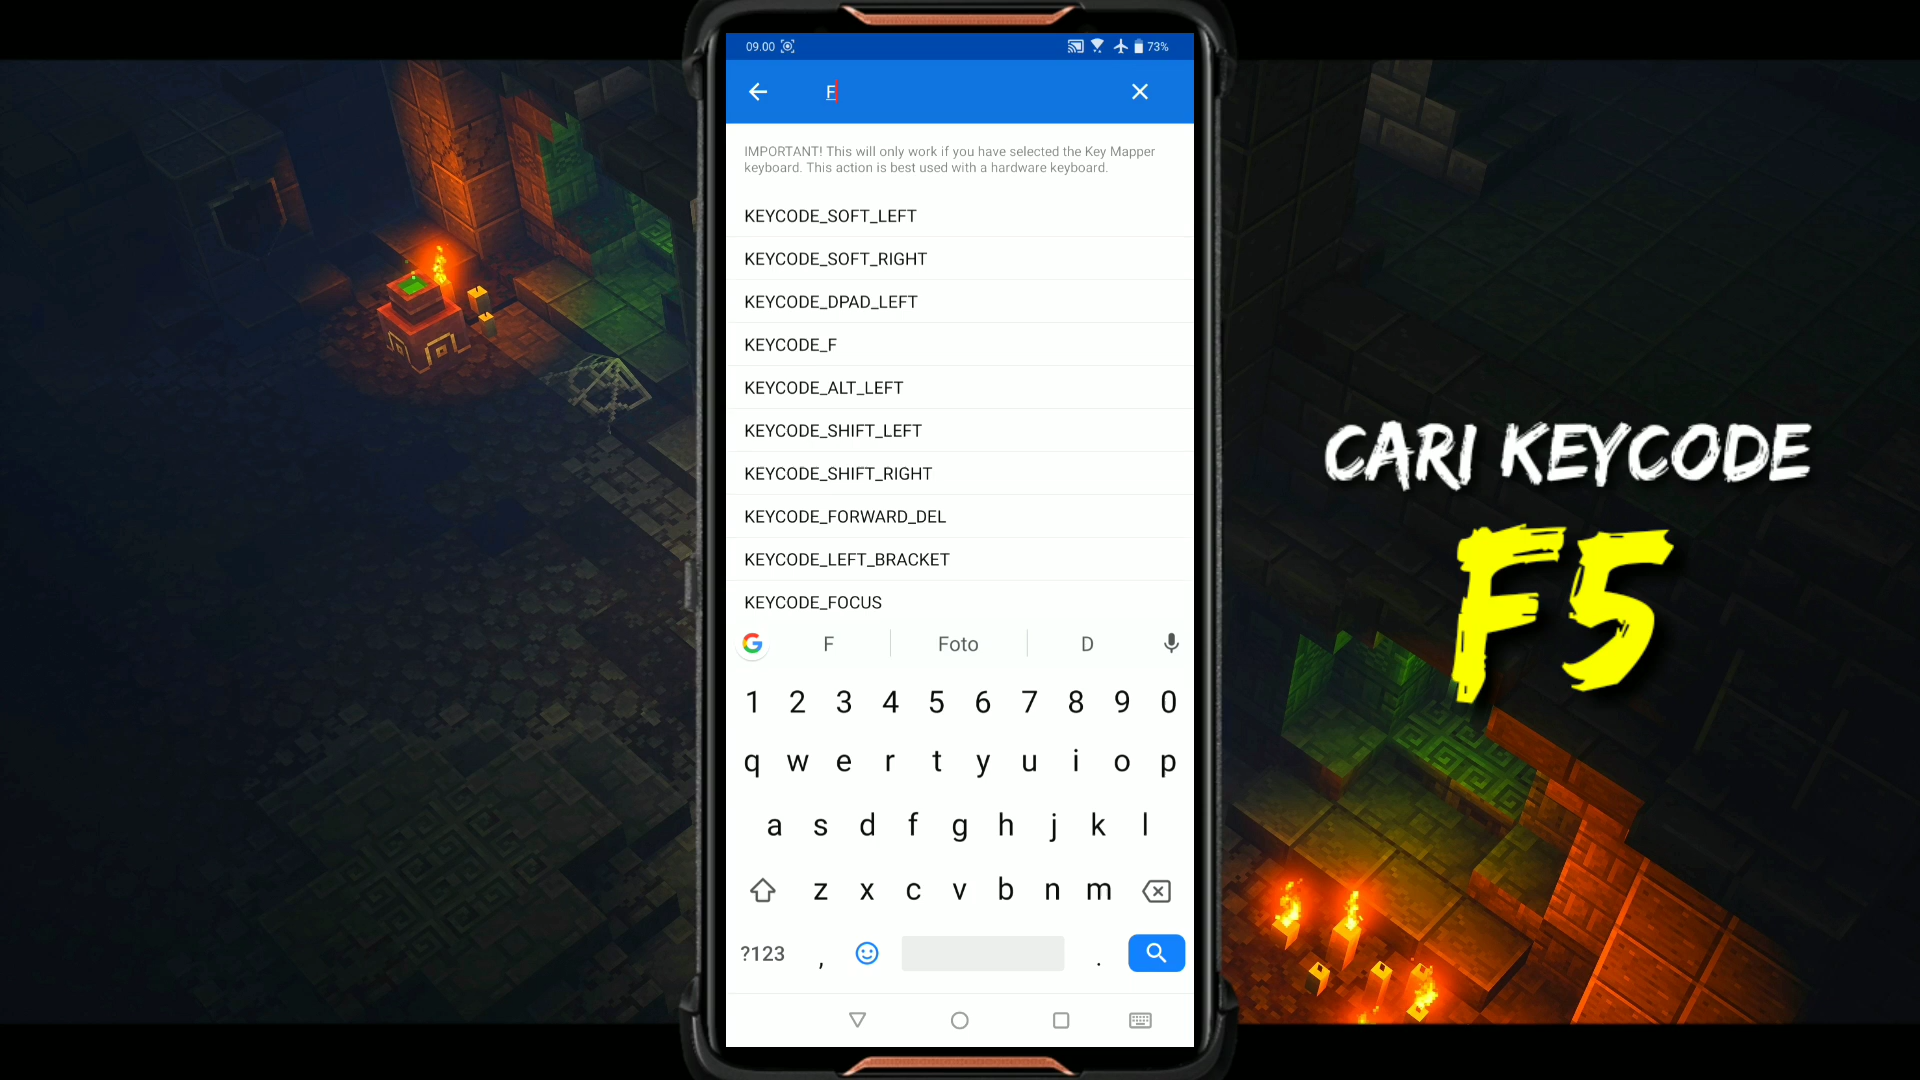 09.00
73%
F
IMPORTANT! This will only work if you have selected the Key Mapper
keyboard. This action is best used with a hardware keyboard.
KEYCODE_SOFT_LEFT
KEYCODE_SOFT_RIGHT
KEYCODE_DPAD_LEFT
KEYCODE_F
KEYCODE_ALT_LEFT
KEYCODE_SHIFT_LEFT
KEYCODE_SHIFT_RIGHT
KEYCODE_FORWARD_DEL
KEYCODE_LEFT_BRACKET
KEYCODE_FOCUS
F Foto D
1 2 3 4 5 6 7 8 9 0
q w e r t y u i o p
a s d f g h j k l
z x c v b n m
?123 , .
CARI KEYCODE
F5